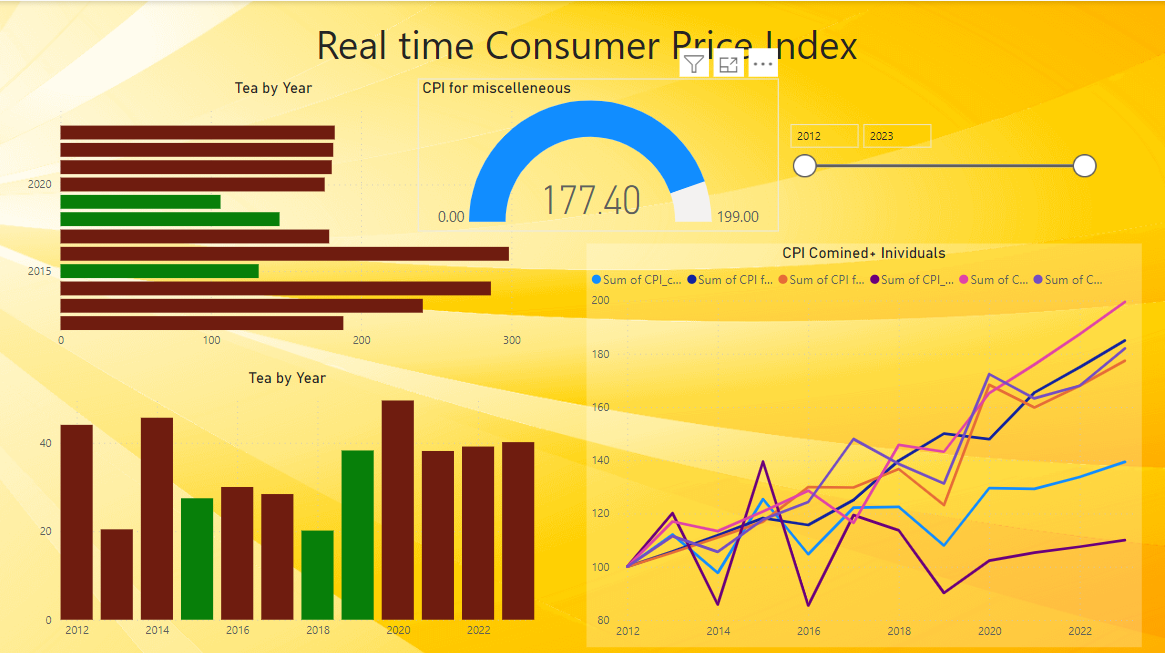 Real time Consumer Price Index
Tea by Year
2020
2015
0 100 200 300
CPI for miscelleneous
177.40
0.00 199.00
2012 2023
Tea by Year
40
20
0
2012 2014 2016 2018 2020 2022
CPI Comined+ Inividuals
Sum of CPI_c... Sum of CPI f... Sum of CPI f... Sum of CPI_... Sum of C... Sum of C...
200
180
160
140
120
100
80
2012 2014 2016 2018 2020 2022